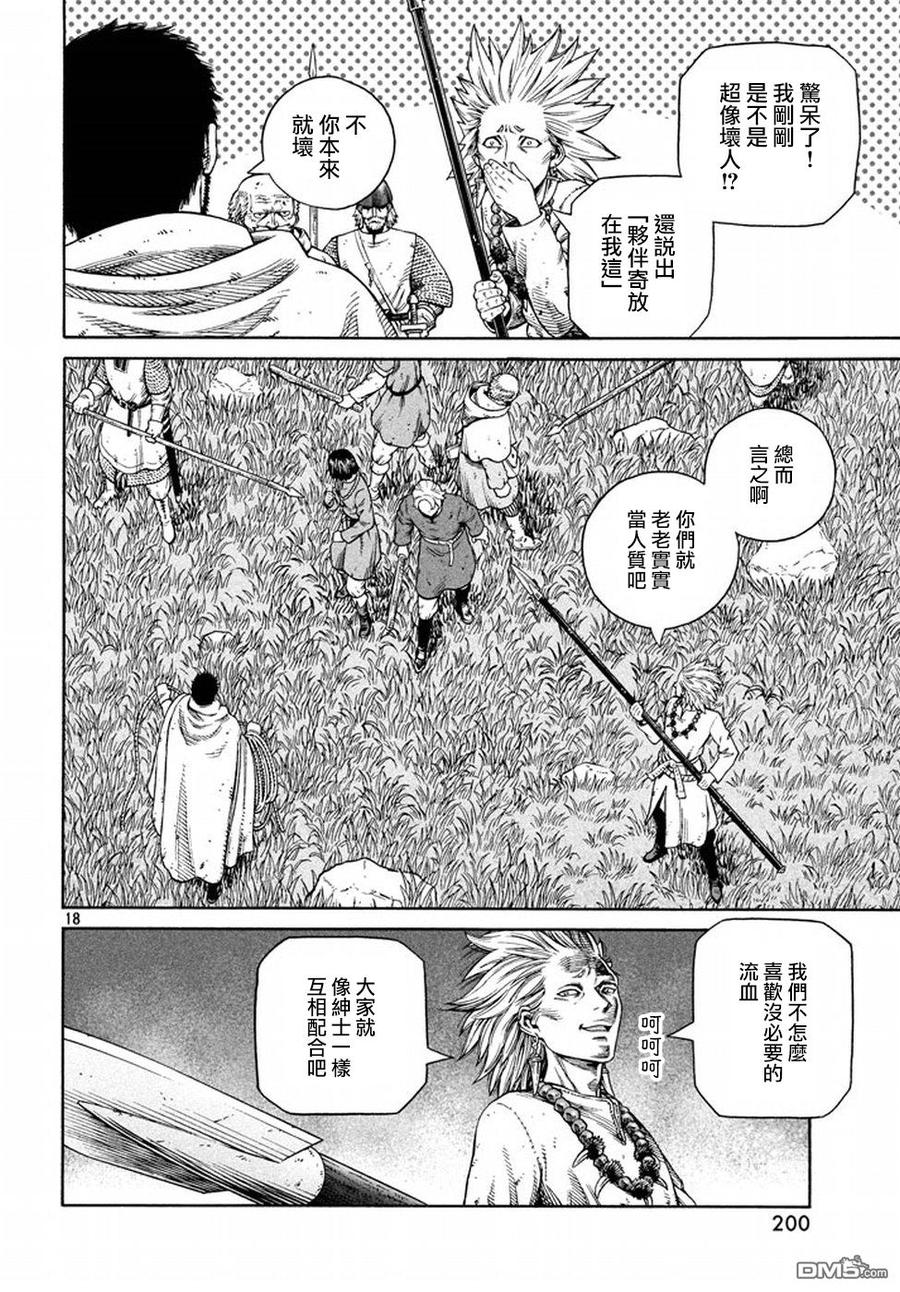 驚呆了！
我剛剛
是不是
超像壞人!?
還說出
「夥伴寄放
在我這」
不
你本來
就壞
總而
言之啊
你們就
老老實實
當人質吧
18
我們不怎麼
喜歡沒必要的
流血
呵呵呵
大家就
像紳士一樣
互相配合吧
200
DM5.com